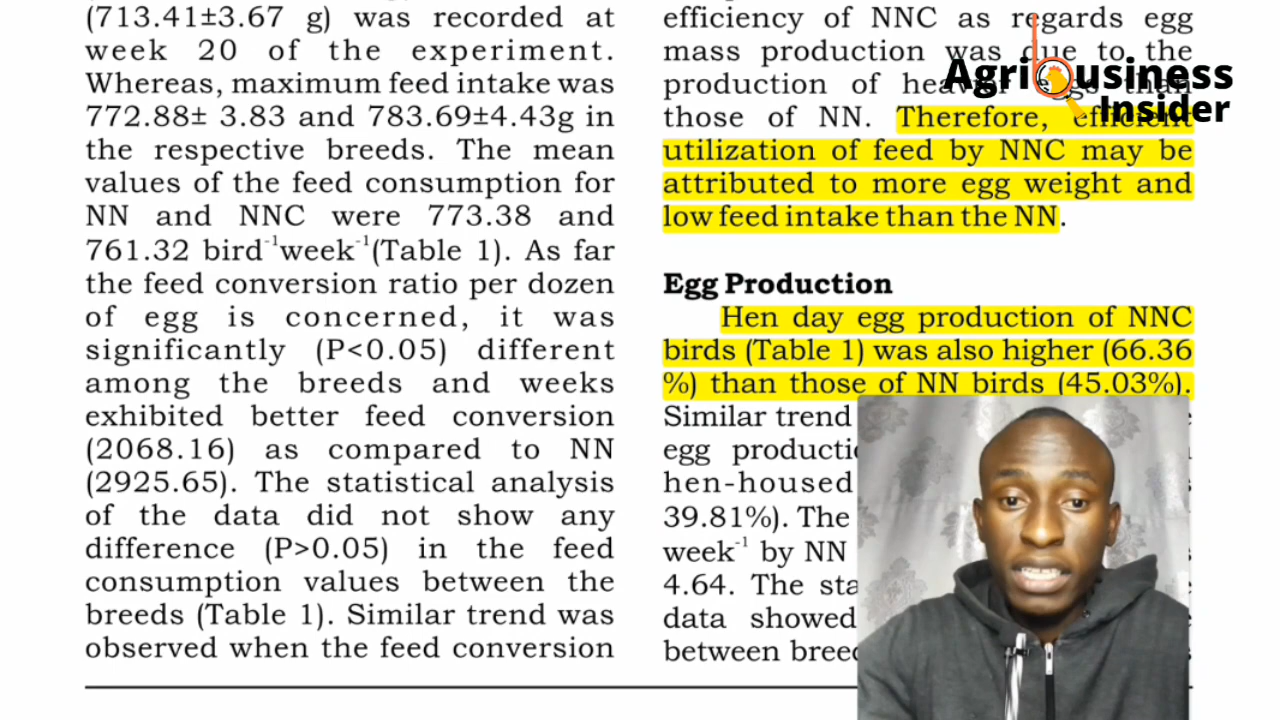 (713.41±3.67 g) was recorded at
week 20 of the experiment.
Whereas, maximum feed intake was
772.88± 3.83 and 783.69±4.43g in
the respective breeds. The mean
values of the feed consumption for
NN and NNC were 773.38 and
761.32 bird⁻¹week⁻¹(Table 1). As far
the feed conversion ratio per dozen
of egg is concerned, it was
significantly (P<0.05) different
among the breeds and weeks
exhibited better feed conversion
(2068.16) as compared to NN
(2925.65). The statistical analysis
of the data did not show any
difference (P>0.05) in the feed
consumption values between the
breeds (Table 1). Similar trend was
observed when the feed conversion
efficiency of NNC as regards egg
mass production was due to the
production of heavier eggs than
those of NN. Therefore, efficient
utilization of feed by NNC may be
attributed to more egg weight and
low feed intake than the NN.
Egg Production
Hen day egg production of NNC
birds (Table 1) was also higher (66.36
%) than those of NN birds (45.03%).
Similar trend
egg
hen-housed
39.81%). The
week⁻¹ by NN
4.64. The
data showed
between
Agribusiness
Insider